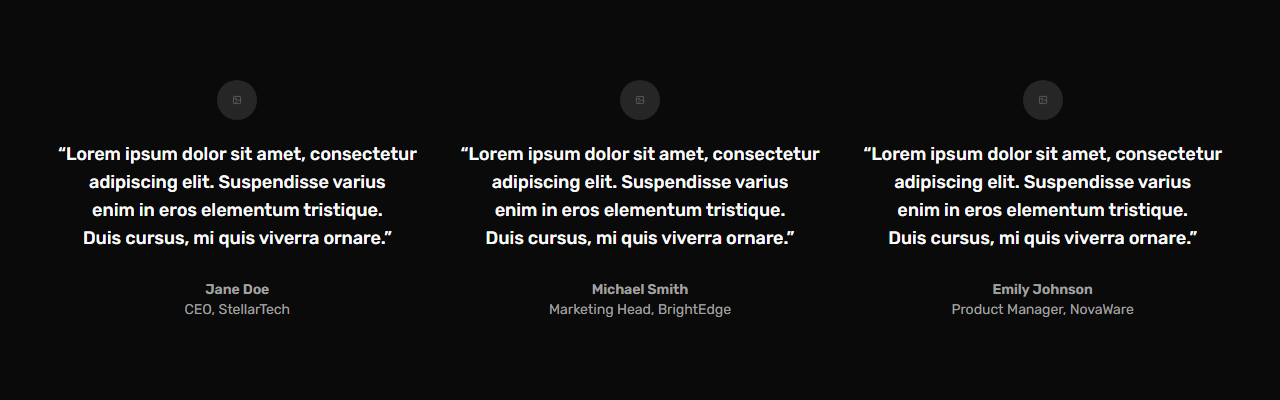 “Lorem ipsum dolor sit amet, consectetur
adipiscing elit. Suspendisse varius
enim in eros elementum tristique.
Duis cursus, mi quis viverra ornare.”
Jane Doe
CEO, StellarTech
“Lorem ipsum dolor sit amet, consectetur
adipiscing elit. Suspendisse varius
enim in eros elementum tristique.
Duis cursus, mi quis viverra ornare.”
Michael Smith
Marketing Head, BrightEdge
“Lorem ipsum dolor sit amet, consectetur
adipiscing elit. Suspendisse varius
enim in eros elementum tristique.
Duis cursus, mi quis viverra ornare.”
Emily Johnson
Product Manager, NovaWare